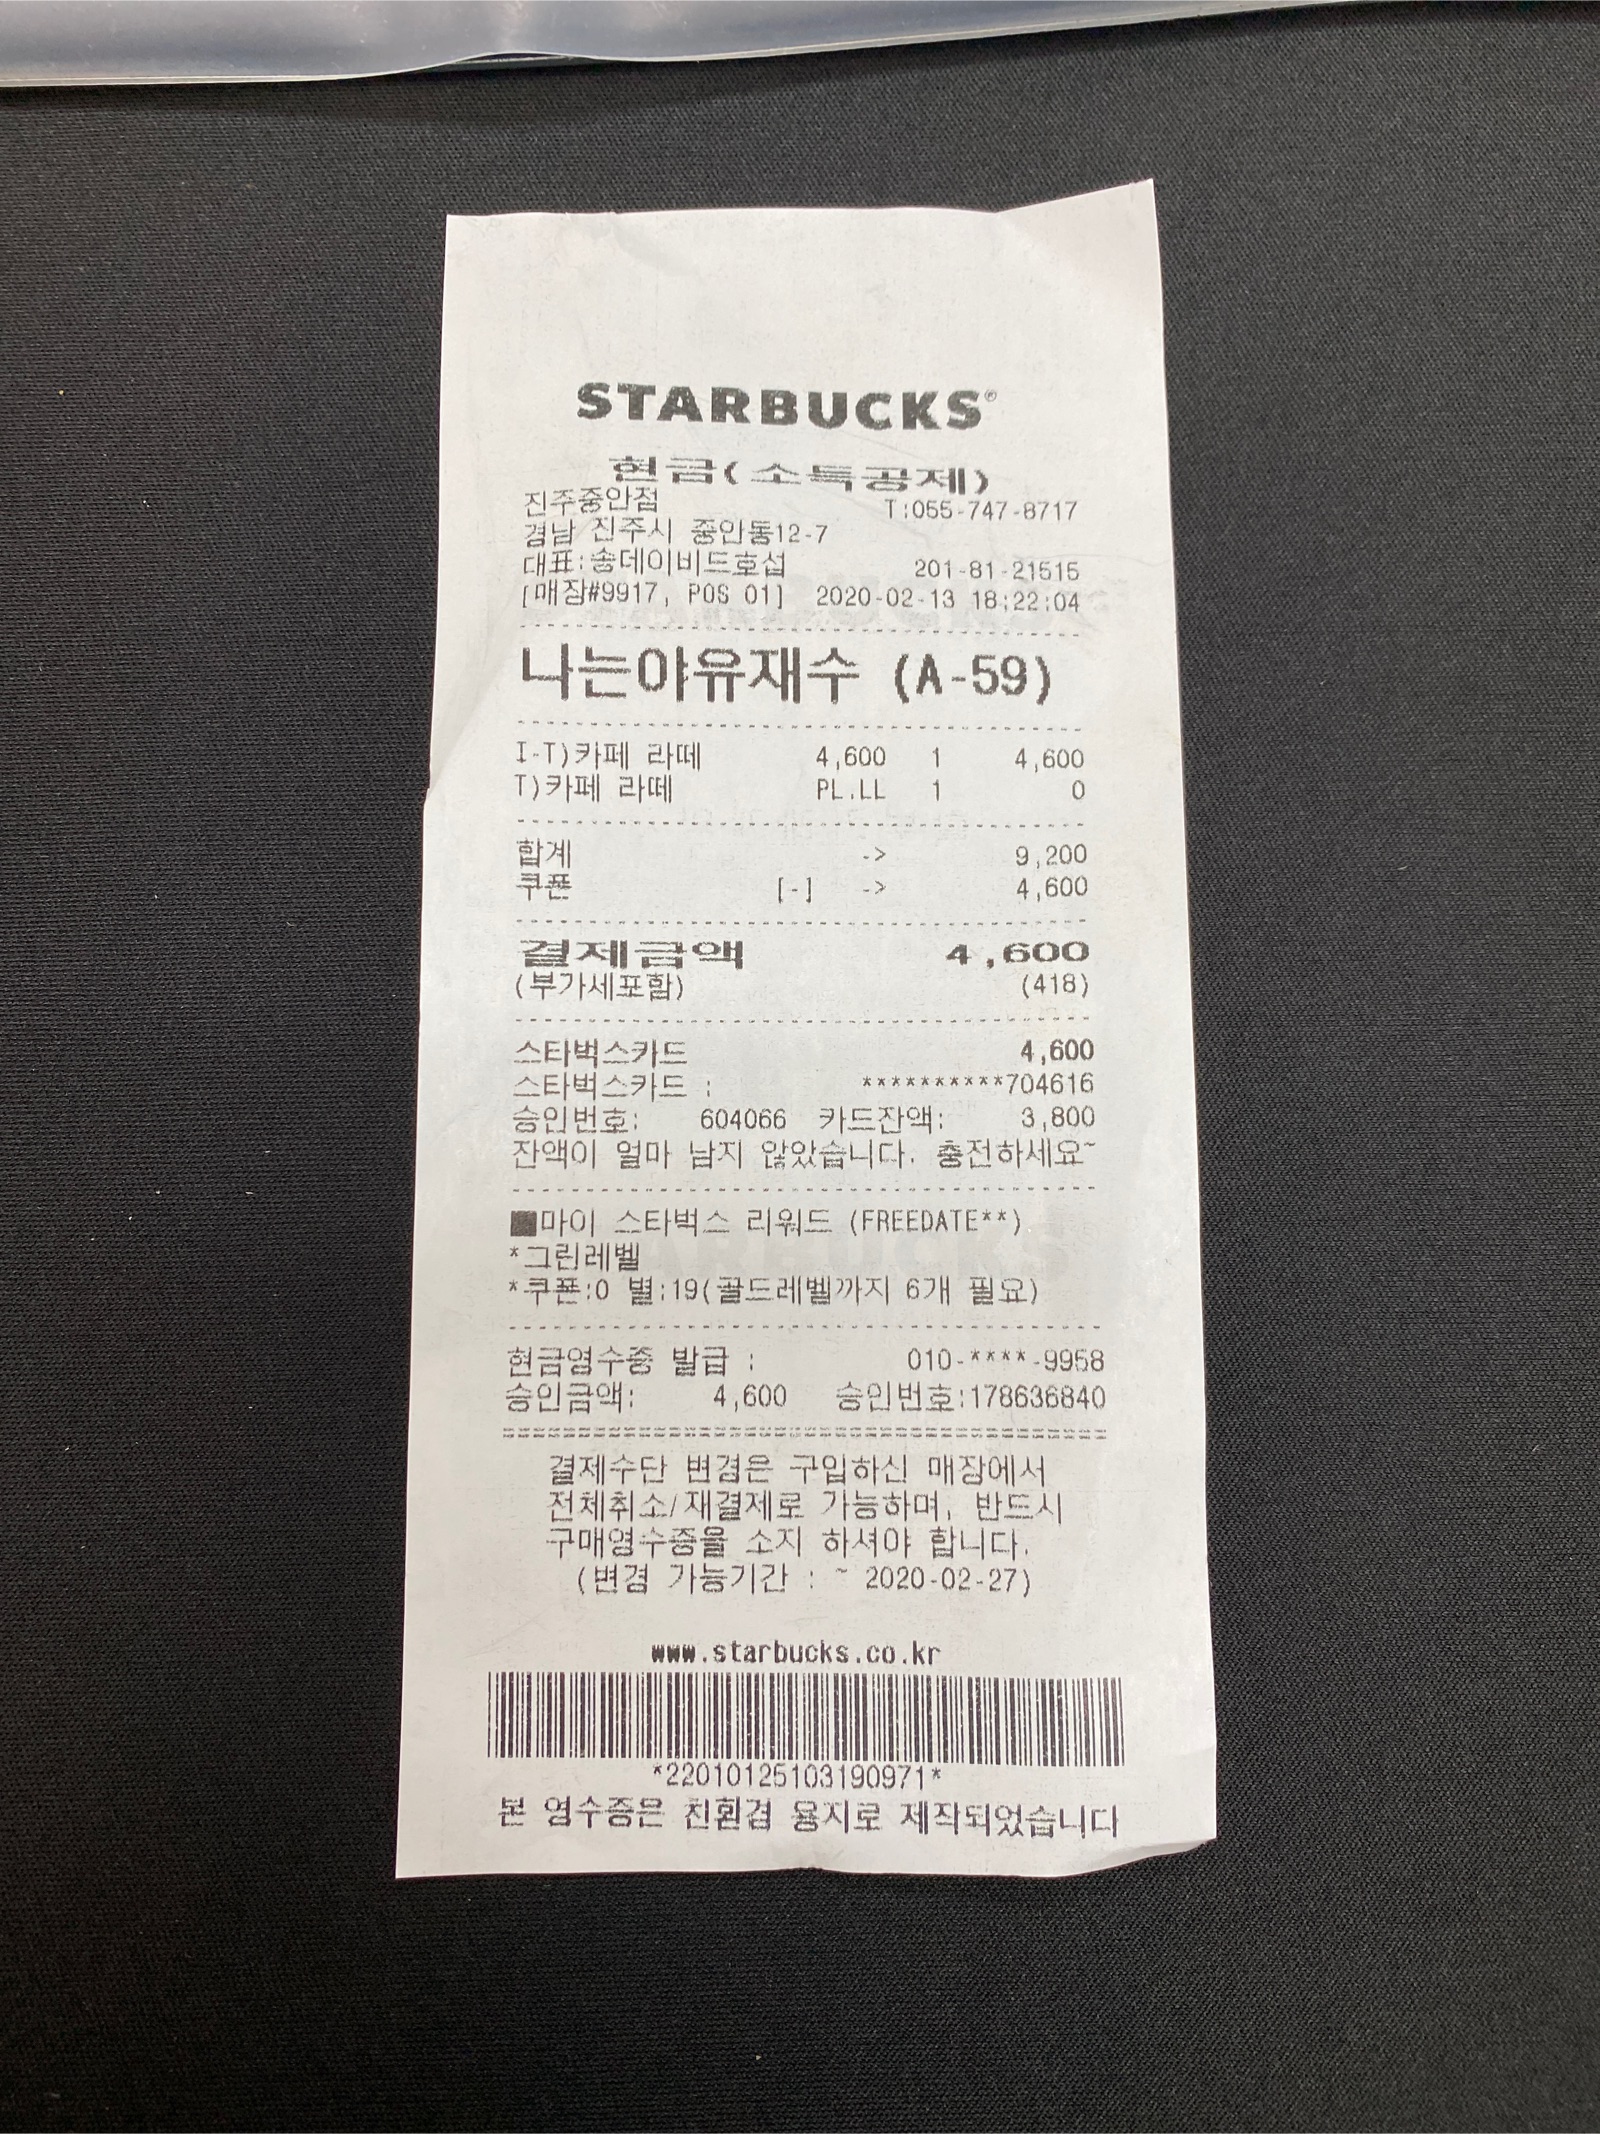 STARBUCKS®
현금(소득공제)
진주중안점 T:055-747-8717
경남 진주시 중안동12-7
대표:송데이비드호섭 201-81-21515
[매장#9917, POS 01] 2020-02-13 18:22:04
나는야유재수 (A-59)
I-T)카페 라떼 4,600 1 4,600
T)카페 라떼 PL.LL 1 0
합계 -> 9,200
쿠폰 [-] -> 4,600
결제금액 4,600
(부가세포함) (418)
스타벅스카드 4,600
스타벅스카드 : **********704616
승인번호: 604066 카드잔액: 3,800
잔액이 얼마 남지 않았습니다. 충전하세요~
■마이 스타벅스 리워드 (FREEDATE**)
*그린레벨
*쿠폰:0 별:19(골드레벨까지 6개 필요)
현금영수증 발급 : 010-****-9958
승인금액: 4,600 승인번호:178636840
결제수단 변경은 구입하신 매장에서
전체취소/재결제로 가능하며, 반드시
구매영수증을 소지 하셔야 합니다.
(변경 가능기간 : ~ 2020-02-27)
www.starbucks.co.kr
*22010125103190971*
본 영수증은 친환경 용지로 제작되었습니다